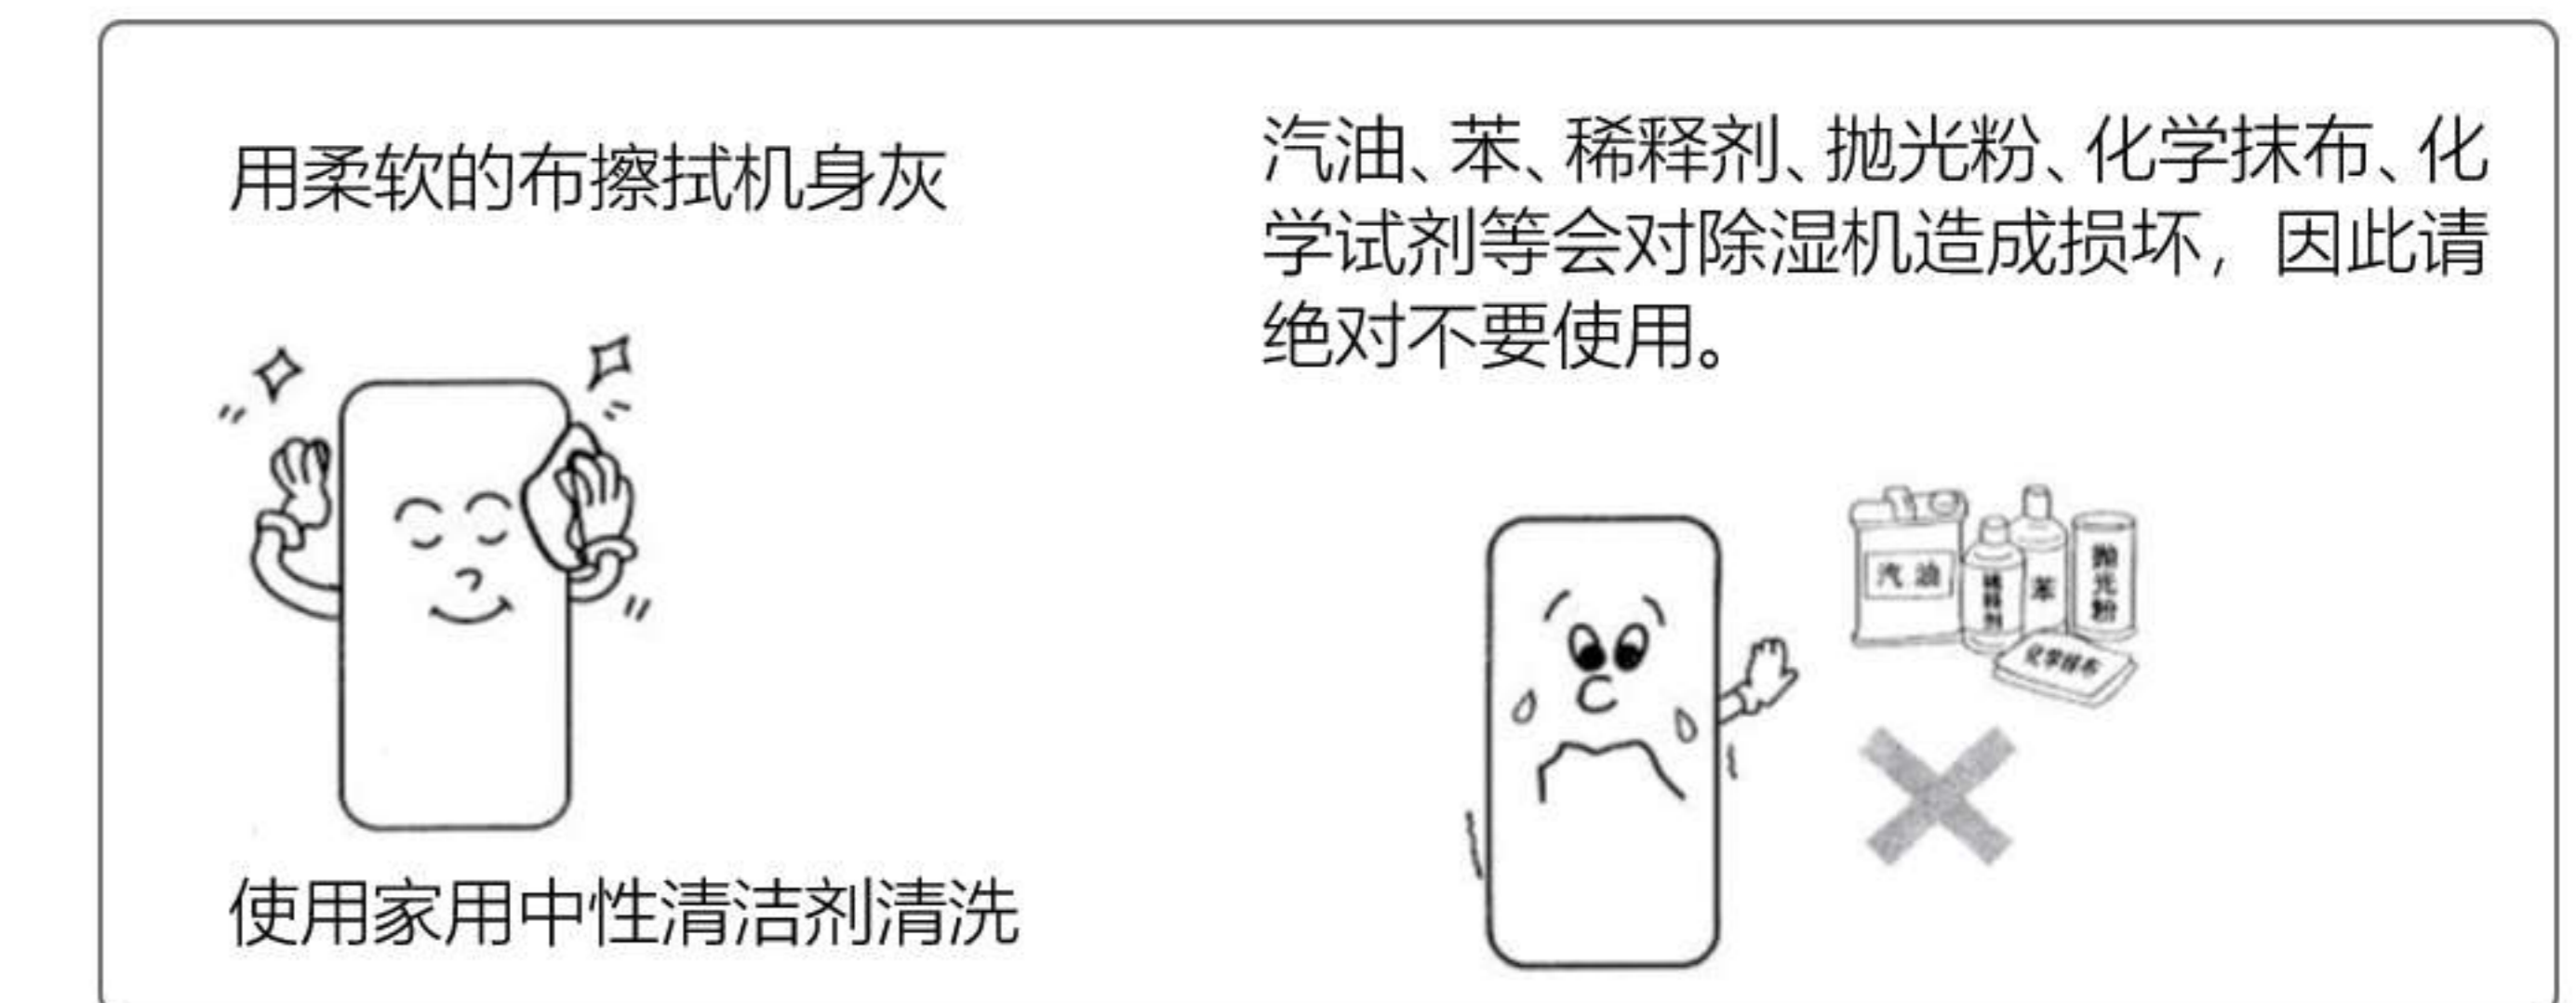 用柔软的布擦拭机身灰
使用家用中性清洁剂清洗
汽油、苯、稀释剂、抛光粉、化学抹布、化
学试剂等会对除湿机造成损坏，因此请
绝对不要使用。
汽油
稀释剂
苯
抛光粉
化学抹布